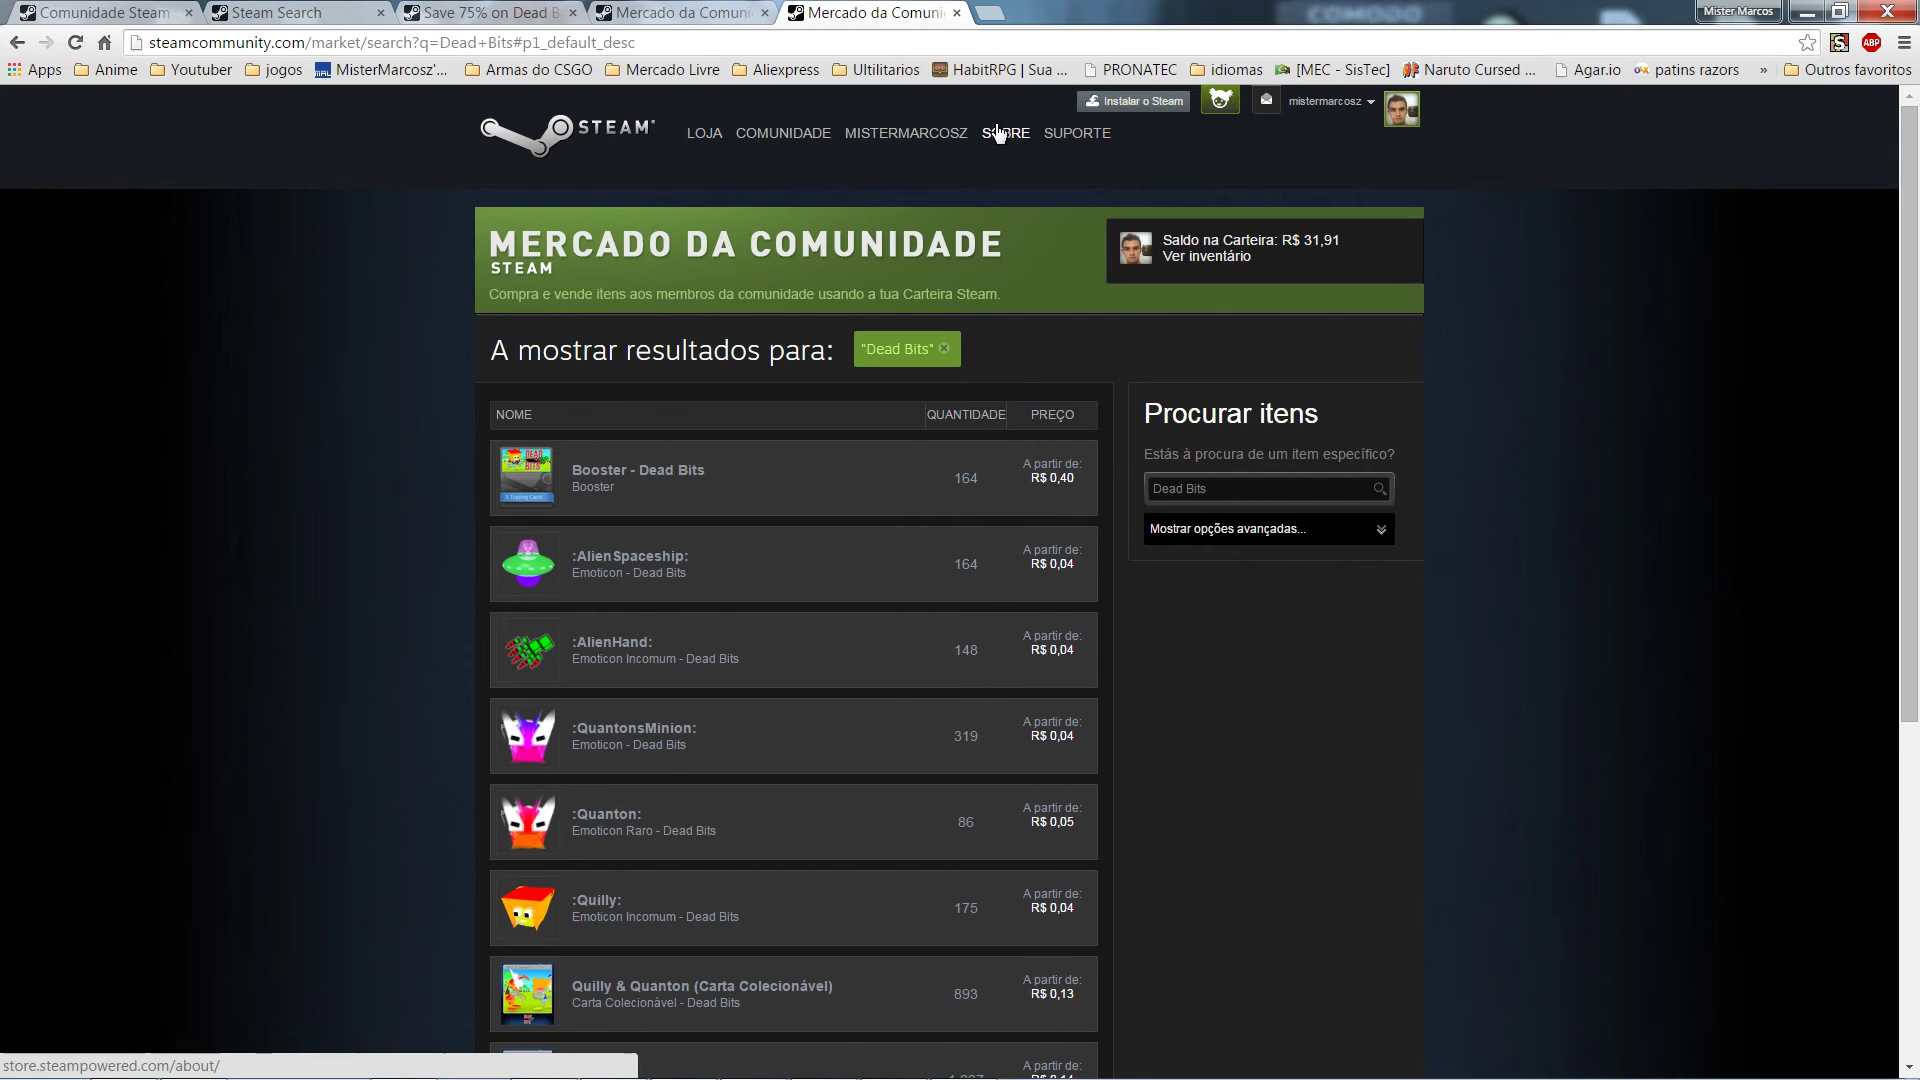 Comunidade Steam
Steam Search
Save 75% on Dead B
Mercado da Comuni
Mercado da Comuni
Mister Marcos
steamcommunity.com/market/search?q=Dead+Bits#p1_default_desc
Apps Anime Youtuber jogos MisterMarcosz'... Armas do CSGO Mercado Livre Aliexpress Ultilitarios HabitRPG | Sua ... PRONATEC idiomas [MEC - SisTec] Naruto Cursed ... Agar.io patins razors » Outros favoritos
Instalar o Steam mistermarcosz
STEAM
LOJA COMUNIDADE MISTERMARCOSZ SOBRE SUPORTE
MERCADO DA COMUNIDADE
STEAM
Compra e vende itens aos membros da comunidade usando a tua Carteira Steam.
Saldo na Carteira: R$ 31,91
Ver inventório
A mostrar resultados para: "Dead Bits"
NOME QUANTIDADE PREÇO
Booster - Dead Bits
Booster
164
A partir de:
R$ 0,40
:AlienSpaceship:
Emoticon - Dead Bits
164
A partir de:
R$ 0,04
:AlienHand:
Emoticon Incomum - Dead Bits
148
A partir de:
R$ 0,04
:QuantonsMinion:
Emoticon - Dead Bits
319
A partir de:
R$ 0,04
:Quanton:
Emoticon Raro - Dead Bits
86
A partir de:
R$ 0,05
:Quilly:
Emoticon Incomum - Dead Bits
175
A partir de:
R$ 0,04
Quilly & Quanton (Carta Colecionável)
Carta Colecionável - Dead Bits
893
A partir de:
R$ 0,13
A partir de:
Procurar itens
Estás à procura de um item específico?
Dead Bits
Mostrar opções avançadas...
store.steampowered.com/about/